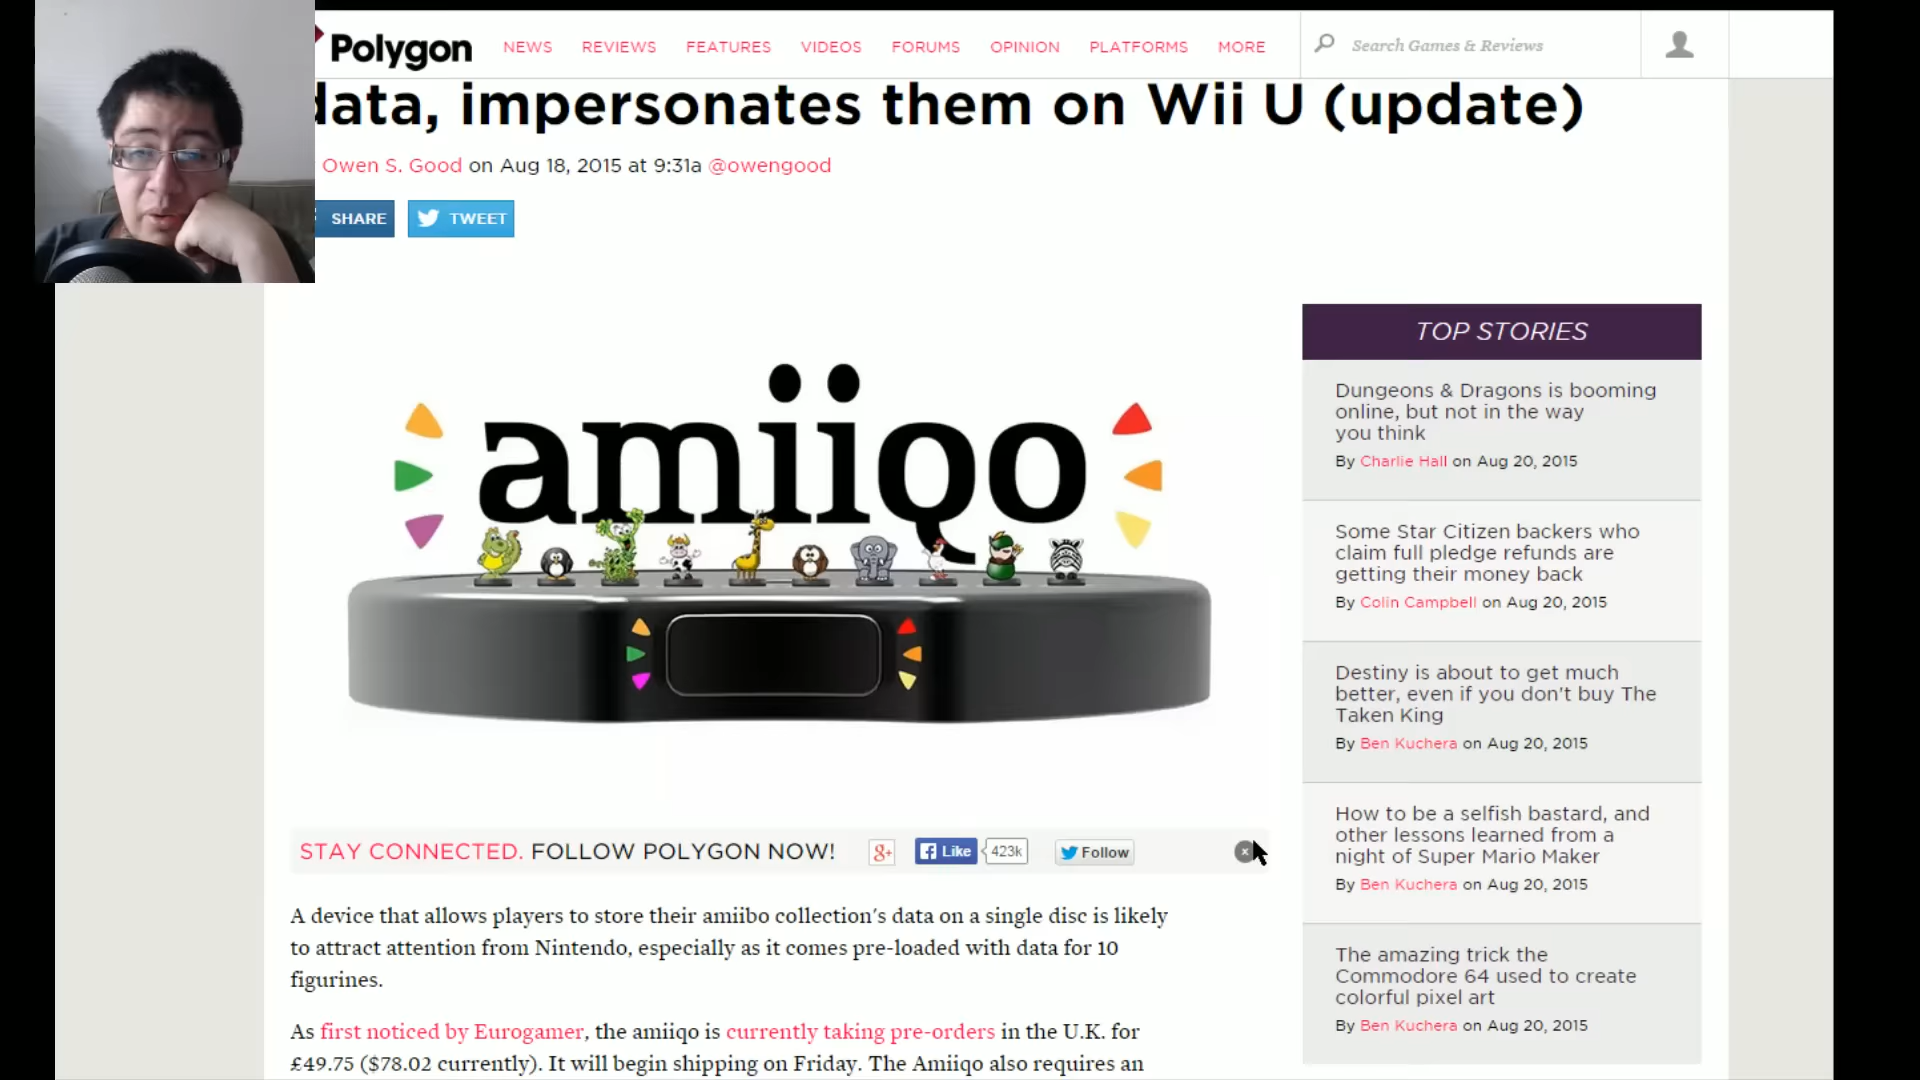 Polygon NEWS REVIEWS FEATURES VIDEOS FORUMS OPINION PLATFORMS MORE Search Games & Reviews
data, impersonates them on Wii U (update)
Owen S. Good on Aug 18, 2015 at 9:31a @owengood
SHARE TWEET
amiiqo
STAY CONNECTED. FOLLOW POLYGON NOW! g+ Like 423k Follow
A device that allows players to store their amiibo collection's data on a single disc is likely
to attract attention from Nintendo, especially as it comes pre-loaded with data for 10
figurines.
As first noticed by Eurogamer, the amiiqo is currently taking pre-orders in the U.K. for
£49.75 ($78.02 currently). It will begin shipping on Friday. The Amiiqo also requires an
TOP STORIES
Dungeons & Dragons is booming
online, but not in the way
you think
By Charlie Hall on Aug 20, 2015
Some Star Citizen backers who
claim full pledge refunds are
getting their money back
By Colin Campbell on Aug 20, 2015
Destiny is about to get much
better, even if you don't buy The
Taken King
By Ben Kuchera on Aug 20, 2015
How to be a selfish bastard, and
other lessons learned from a
night of Super Mario Maker
By Ben Kuchera on Aug 20, 2015
The amazing trick the
Commodore 64 used to create
colorful pixel art
By Ben Kuchera on Aug 20, 2015